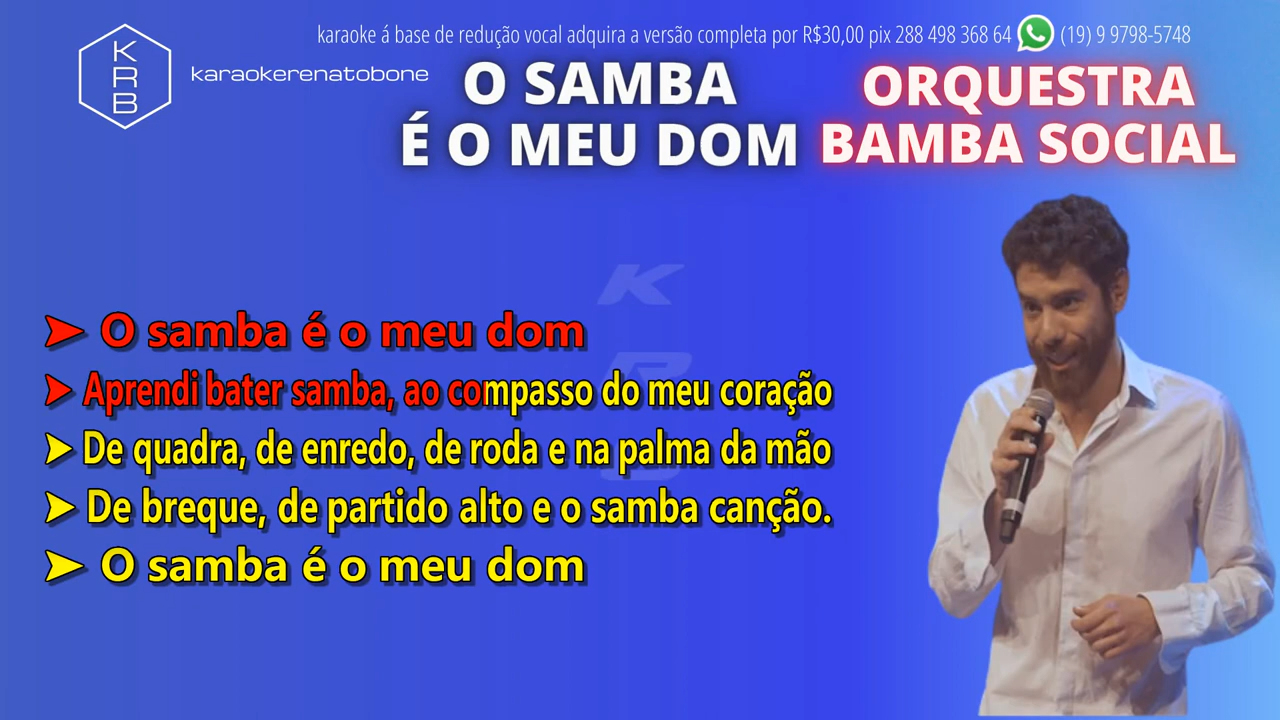 karaoke á base de redução vocal adquira a versão completa por R$30,00 pix 288 498 368 64 (19) 9 9798-5748
K
R
B
karaokerenatobone
O SAMBA
É O MEU DOM
ORQUESTRA
BAMBA SOCIAL
K
R
B
➤ O samba é o meu dom
➤ Aprendi bater samba, ao compasso do meu coração
➤ De quadra, de enredo, de roda e na palma da mão
➤ De breque, de partido alto e o samba canção.
➤ O samba é o meu dom